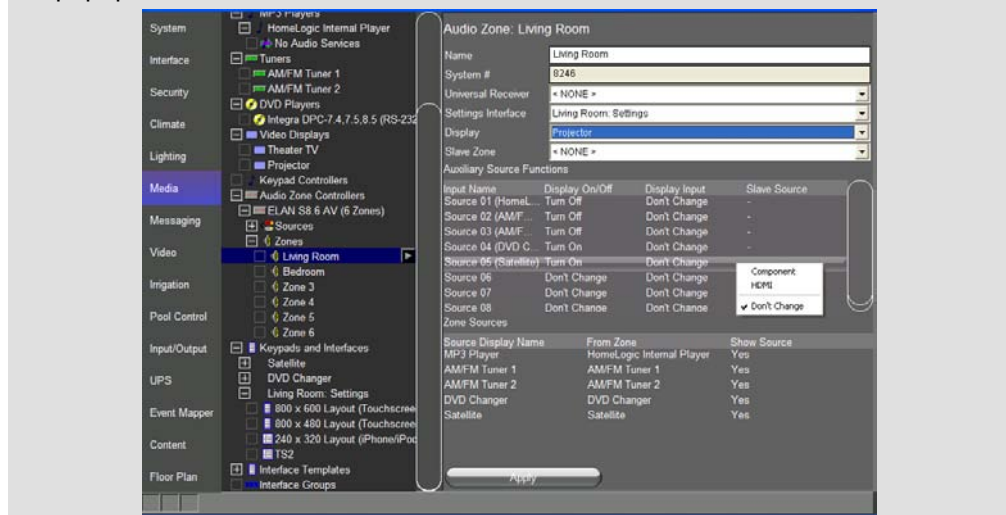 System
Interface
Security
Climate
Lighting
Media
Messaging
Video
Irrigation
Pool Control
Input/Output
UPS
Event Mapper
Content
Floor Plan
MP3 Players
HomeLogic Internal Player
No Audio Services
Tuners
AM/FM Tuner 1
AM/FM Tuner 2
DVD Players
Integra DPC-7.4,7.5,8.5 (RS-232
Video Displays
Theater TV
Projector
Keypad Controllers
Audio Zone Controllers
ELAN S8.6 AV (6 Zones)
Sources
Zones
Living Room
Bedroom
Zone 3
Zone 4
Zone 5
Zone 6
Keypads and Interfaces
Satellite
DVD Changer
Living Room: Settings
800 x 600 Layout (Touchscree
800 x 480 Layout (Touchscree
240 x 320 Layout (iPhone/iPod
TS2
Interface Templates
Interface Groups
Audio Zone: Living Room
Name Living Room
System # 8246
Universal Receiver < NONE >
Settings Interface Living Room: Settings
Display Projector
Slave Zone < NONE >
Auxiliary Source Functions
Input Name Display On/Off Display Input Slave Source
Source 01 (HomeL... Turn Off Don't Change -
Source 02 (AM/F... Turn Off Don't Change -
Source 03 (AM/F... Turn Off Don't Change -
Source 04 (DVD C... Turn On Don't Change -
Source 05 (Satellite) Turn On Don't Change
Source 06 Don't Change Don't Change
Source 07 Don't Change Don't Change
Source 08 Don't Change Don't Change
Component
HDMI
Don't Change
Zone Sources
Source Display Name From Zone Show Source
MP3 Player HomeLogic Internal Player Yes
AM/FM Tuner 1 AM/FM Tuner 1 Yes
AM/FM Tuner 2 AM/FM Tuner 2 Yes
DVD Changer DVD Changer Yes
Satellite Satellite Yes
Apply